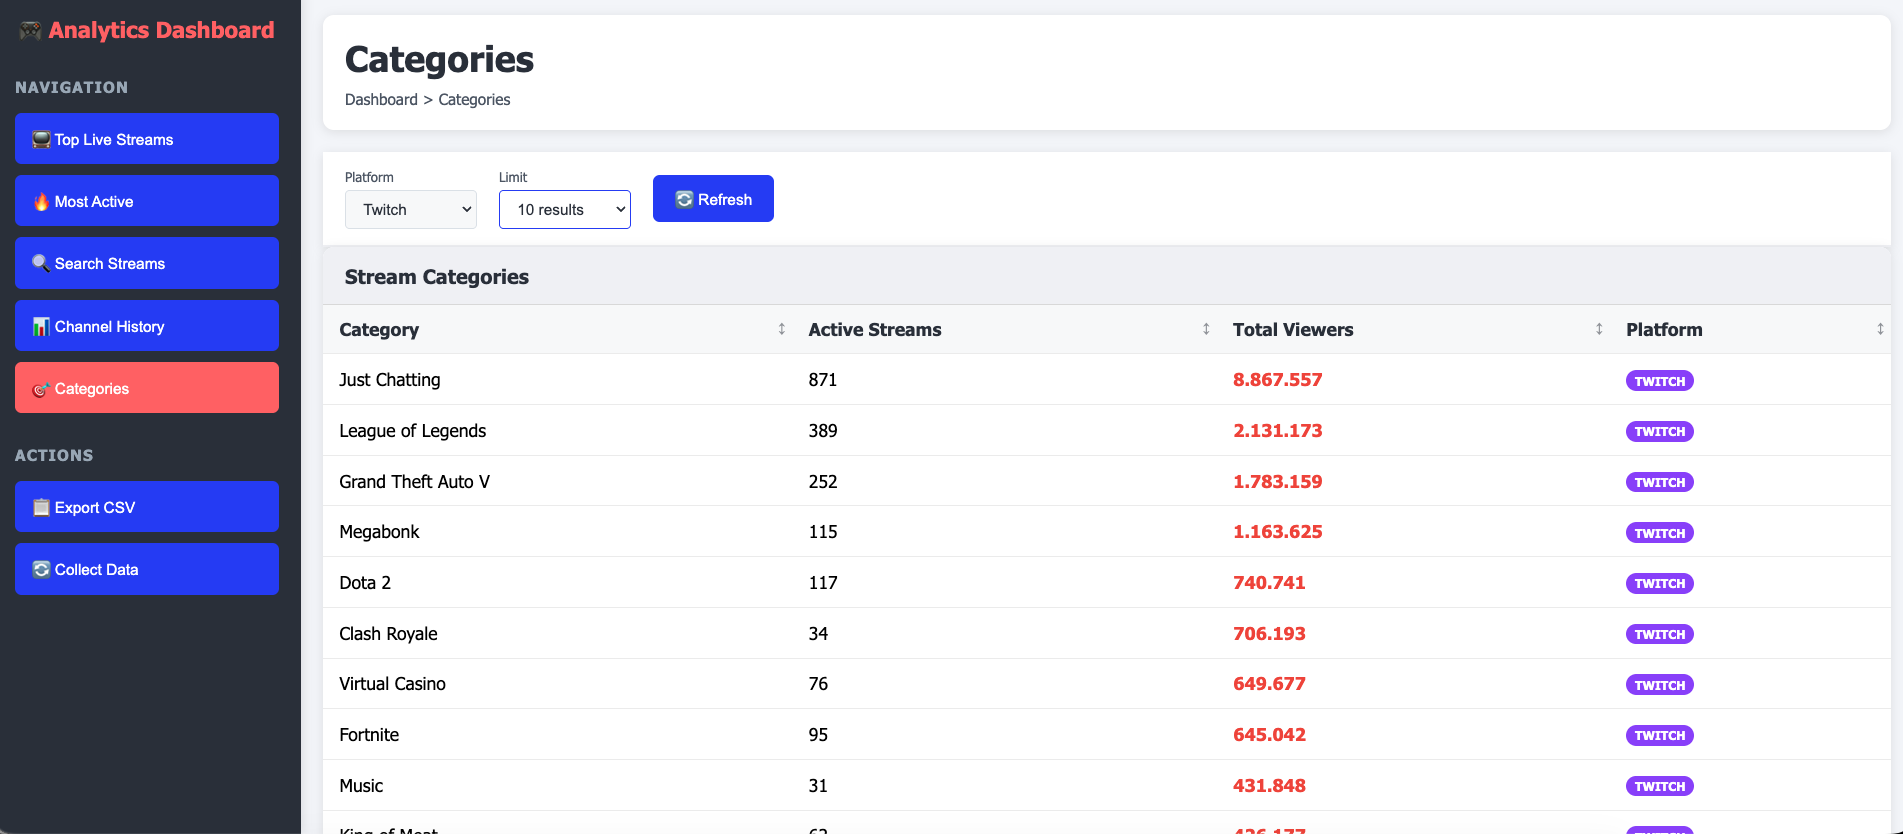 Analytics Dashboard
NAVIGATION
Top Live Streams
Most Active
Search Streams
Channel History
Categories
ACTIONS
Export CSV
Collect Data
Categories
Dashboard > Categories
Platform Limit
Twitch 10 results Refresh
Stream Categories
Category Active Streams Total Viewers Platform
Just Chatting 871 8.867.557 TWITCH
League of Legends 389 2.131.173 TWITCH
Grand Theft Auto V 252 1.783.159 TWITCH
Megabonk 115 1.163.625 TWITCH
Dota 2 117 740.741 TWITCH
Clash Royale 34 706.193 TWITCH
Virtual Casino 76 649.677 TWITCH
Fortnite 95 645.042 TWITCH
Music 31 431.848 TWITCH
King of Meat